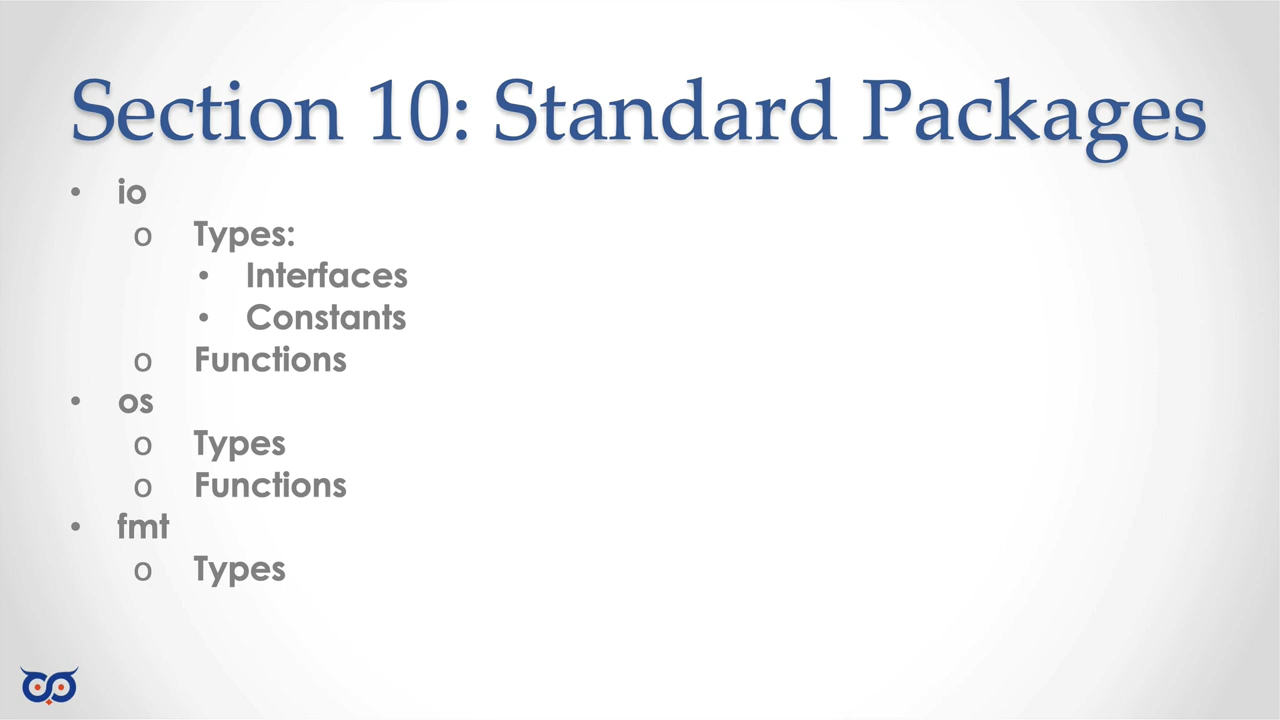 Section 10: Standard Packages
• io
o Types:
• Interfaces
• Constants
o Functions
• os
o Types
o Functions
• fmt
o Types